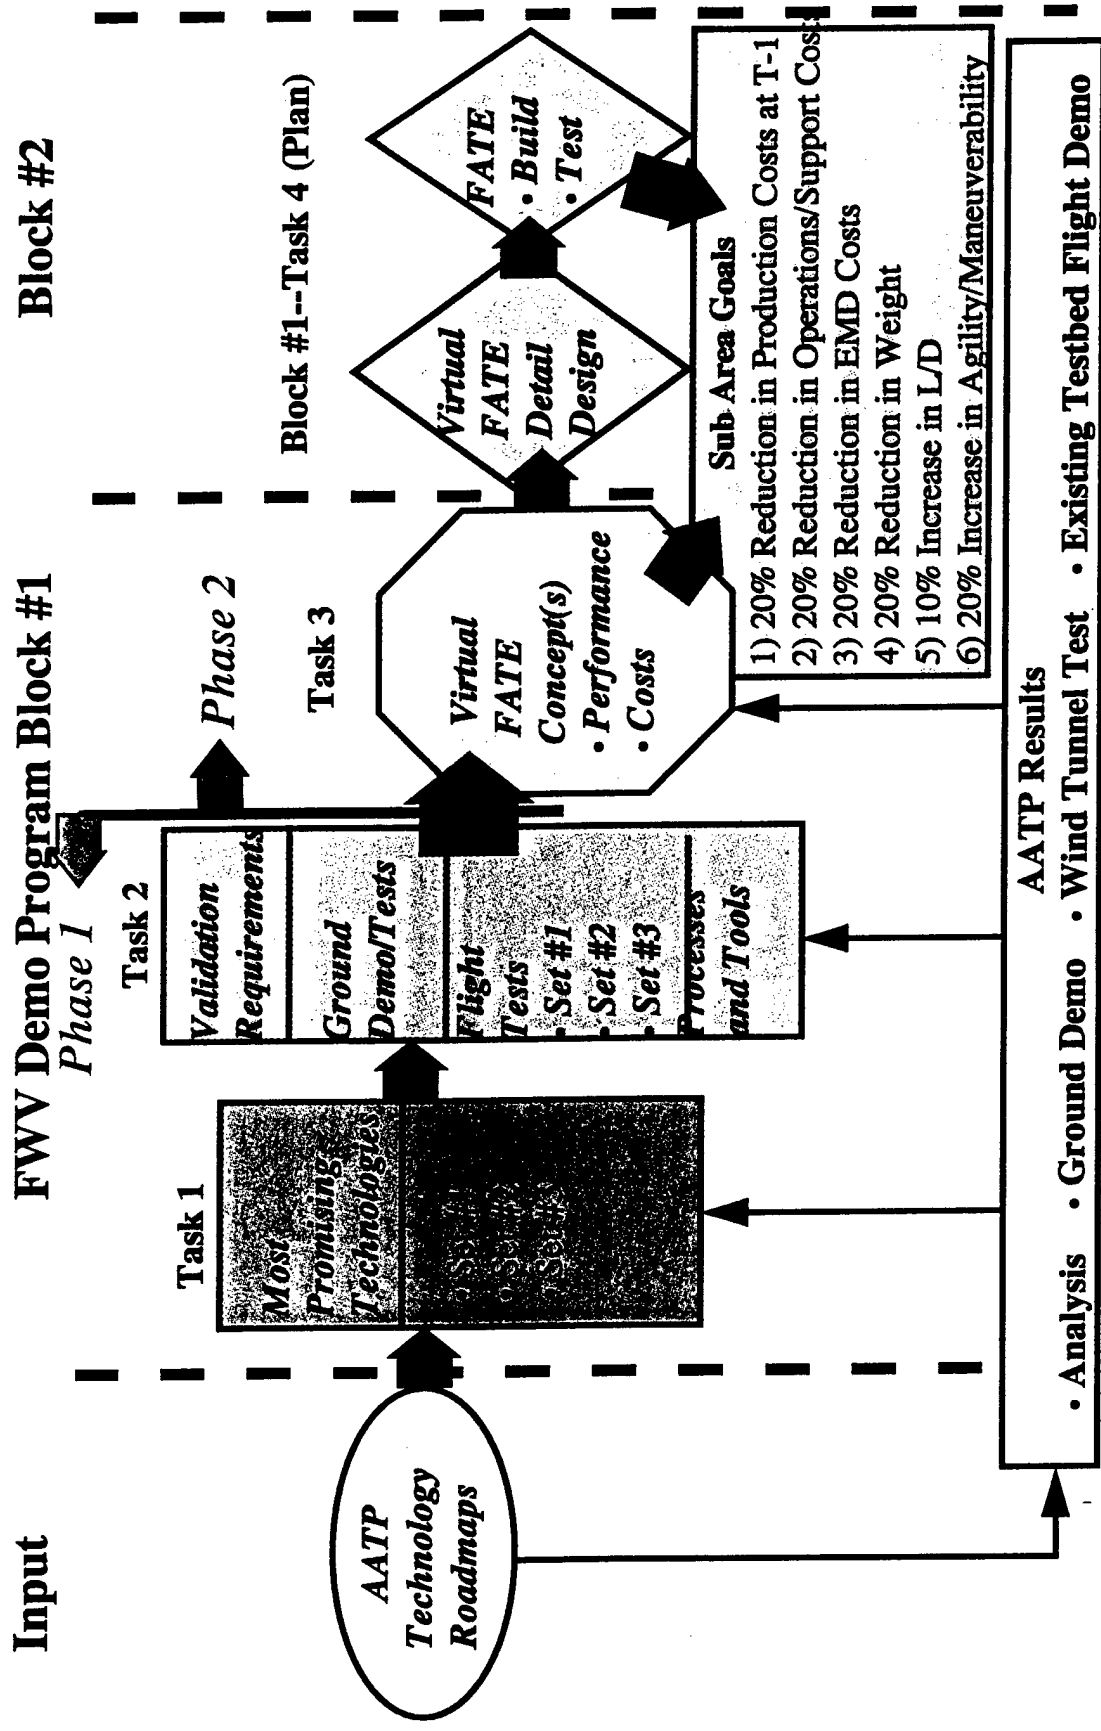 Input
FWV Demo Program Block #1
Block #2
Phase 1
Phase 2
Block #1--Task 4 (Plan)
AATP
Technology
Roadmaps
Task 1
Most
Promising
Technologies
Task 2
Validation
Requirements
Ground
Demo/Tests
Flight
Tests
• Set #1
• Set #2
• Set #3
Processes
and Tools
Task 3
Virtual
FATE
Concept(s)
• Performance
• Costs
Virtual
FATE
Detail
Design
FATE
• Build
• Test
Sub Area Goals
1) 20% Reduction in Production Costs at T-1
2) 20% Reduction in Operations/Support Costs
3) 20% Reduction in EMD Costs
4) 20% Reduction in Weight
5) 10% Increase in L/D
6) 20% Increase in Agility/Maneuverability
AATP Results
• Analysis • Ground Demo • Wind Tunnel Test • Existing Testbed Flight Demo